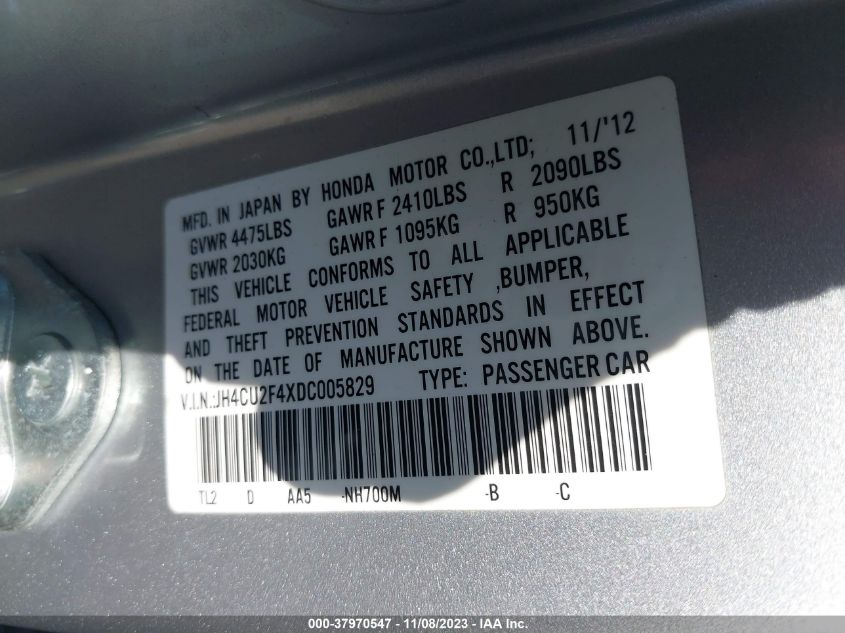 MFD. IN JAPAN BY HONDA MOTOR CO.,LTD; 11/'12
GVWR 4475LBS GAWR F 2410LBS R 2090LBS
GVWR 2030KG GAWR F 1095KG R 950KG
THIS VEHICLE CONFORMS TO ALL APPLICABLE
FEDERAL MOTOR VEHICLE SAFETY ,BUMPER,
AND THEFT PREVENTION STANDARDS IN EFFECT
ON THE DATE OF MANUFACTURE SHOWN ABOVE.
V.I.N.:JH4CU2F4XDC005829 TYPE: PASSENGER CAR
TL2 D AA5 -NH700M -B -C
000-37970547 - 11/08/2023 - IAA Inc.